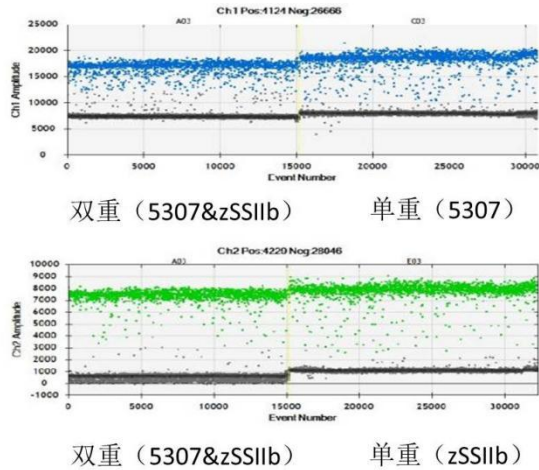 Ch1 Pos:4124 Neg:26666
A03 C03
Ch1 Amplitude
25000
20000
15000
10000
5000
0
0 5000 10000 15000 20000 25000 30000
Event Number
双重（5307&zSSIIb） 单重（5307）
Ch2 Pos:4229 Neg:28046
A03 E03
Ch2 Amplitude
10000
9000
8000
7000
6000
5000
4000
3000
2000
1000
0
-1000
0 5000 10000 15000 20000 25000 30000
Event Number
双重（5307&zSSIIb） 单重（zSSIIb）